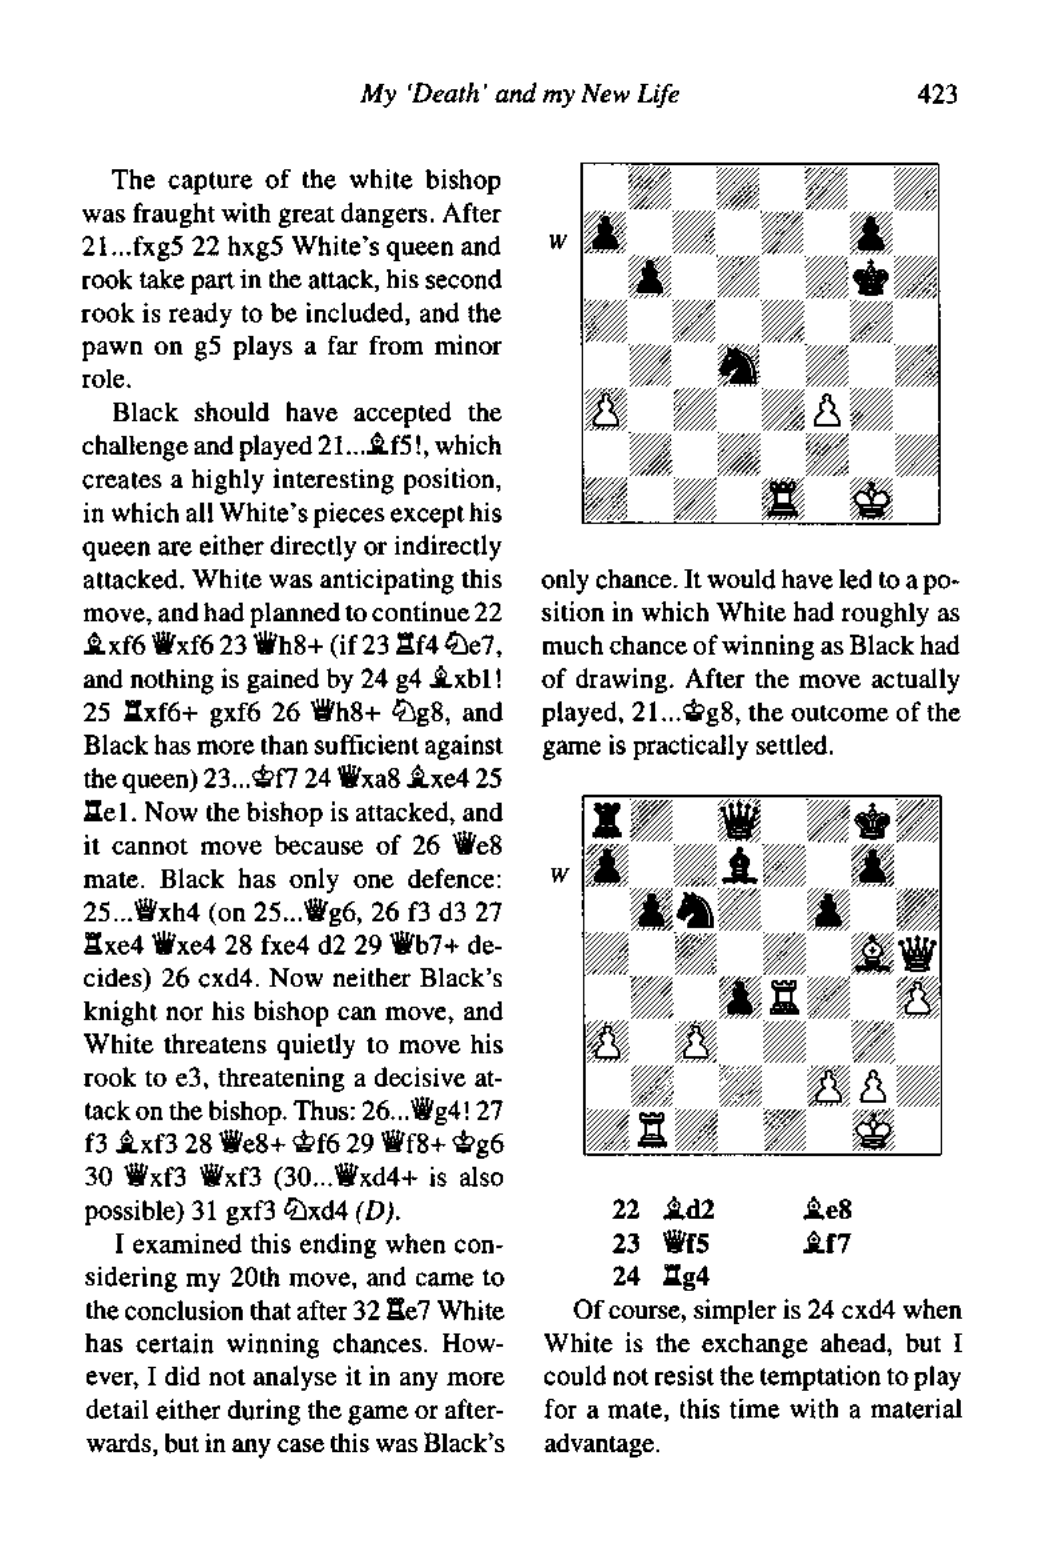 My 'Death' and my New Life 423
The capture of the white bishop
was fraught with great dangers. After
21...fxg5 22 hxg5 White's queen and
rook take part in the attack, his second
rook is ready to be included, and the
pawn on g5 plays a far from minor
role.
Black should have accepted the
challenge and played 21...♗f5!, which
creates a highly interesting position,
in which all White's pieces except his
queen are either directly or indirectly
attacked. White was anticipating this
move, and had planned to continue 22
♗xf6 ♕xf6 23 ♕h8+ (if 23 ♖f4 ♘e7,
and nothing is gained by 24 g4 ♗xb1!
25 ♖xf6+ gxf6 26 ♕h8+ ♘g8, and
Black has more than sufficient against
the queen) 23...♔f7 24 ♕xa8 ♗xe4 25
♖e1. Now the bishop is attacked, and
it cannot move because of 26 ♕e8
mate. Black has only one defence:
25...♕xh4 (on 25...♕g6, 26 f3 d3 27
♖xe4 ♕xe4 28 fxe4 d2 29 ♕b7+ de-
cides) 26 cxd4. Now neither Black's
knight nor his bishop can move, and
White threatens quietly to move his
rook to e3, threatening a decisive at-
tack on the bishop. Thus: 26...♕g4! 27
f3 ♗xf3 28 ♕e8+ ♔f6 29 ♕f8+ ♔g6
30 ♕xf3 ♕xf3 (30...♕xd4+ is also
possible) 31 gxf3 ♘xd4 (D).
I examined this ending when con-
sidering my 20th move, and came to
the conclusion that after 32 ♖e7 White
has certain winning chances. How-
ever, I did not analyse it in any more
detail either during the game or after-
wards, but in any case this was Black's
W
only chance. It would have led to a po-
sition in which White had roughly as
much chance of winning as Black had
of drawing. After the move actually
played, 21...♔g8, the outcome of the
game is practically settled.
W
22 ♗d2 ♗e8
23 ♕f5 ♗f7
24 ♖g4
Of course, simpler is 24 cxd4 when
White is the exchange ahead, but I
could not resist the temptation to play
for a mate, this time with a material
advantage.